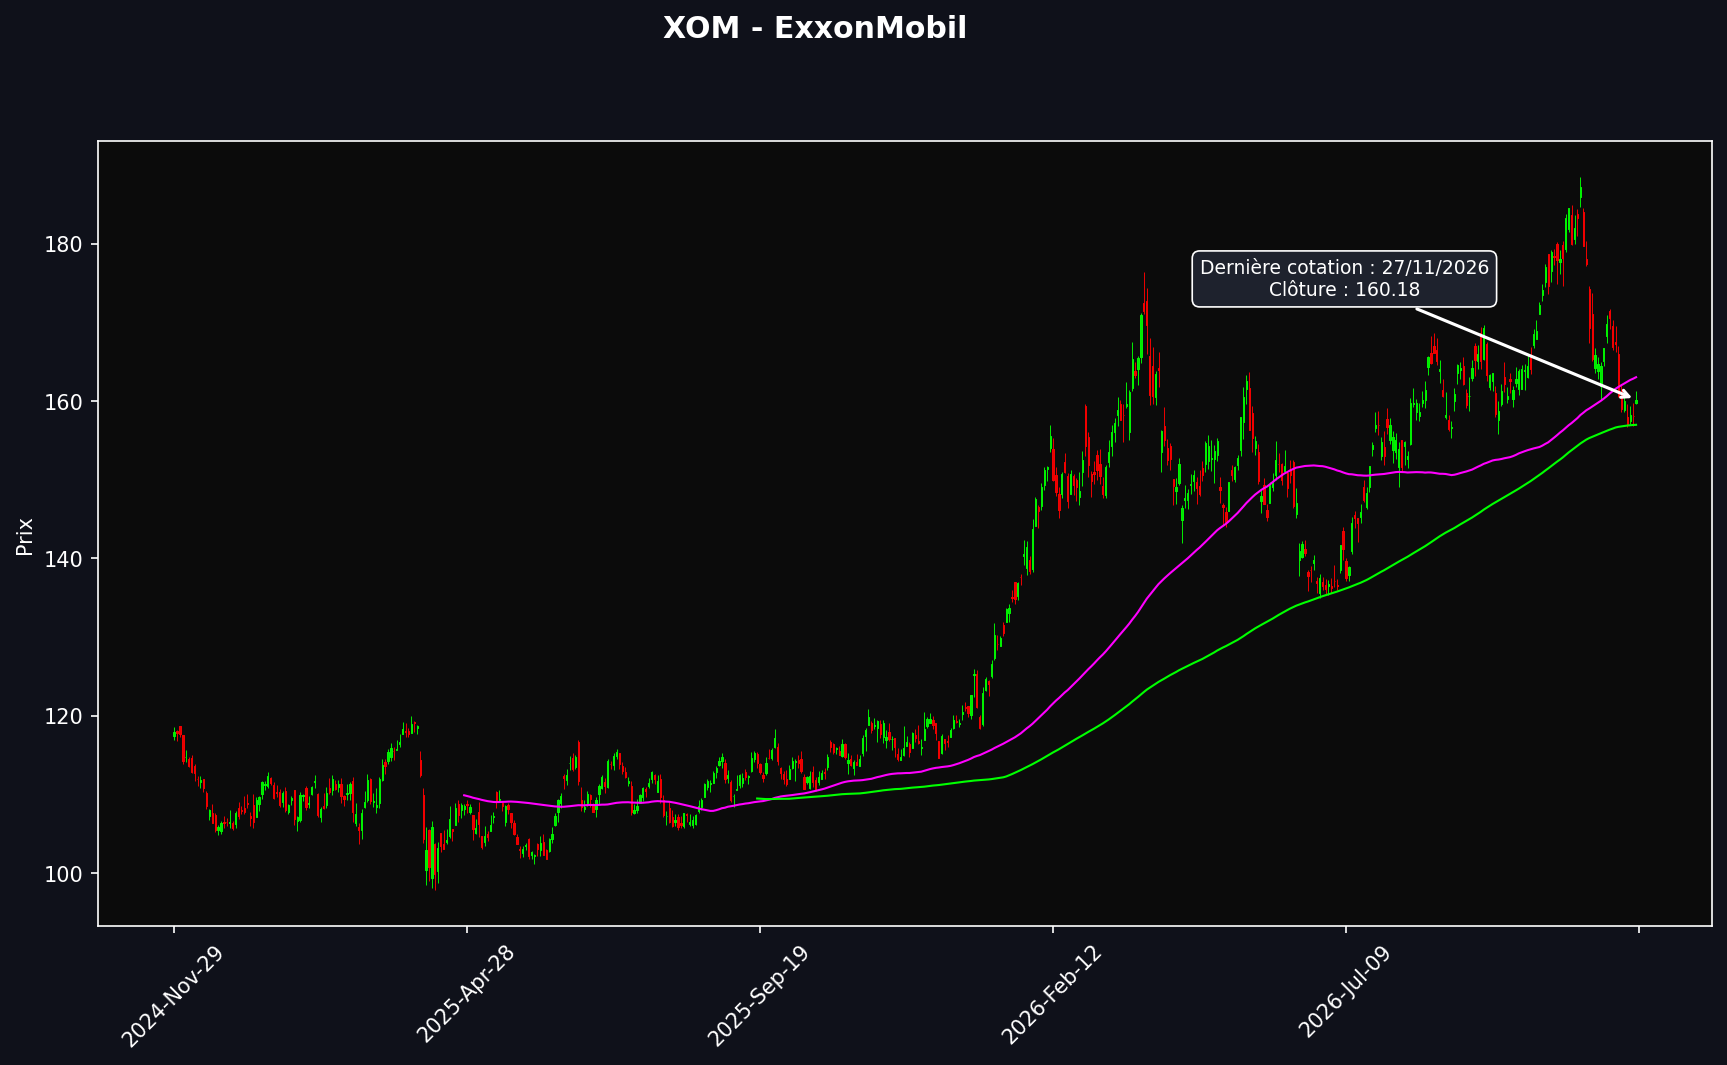 XOM - ExxonMobil
Prix
180
160
140
120
100
Dernière cotation : 27/11/2026
Clôture : 160.18
2024-Nov-29
2025-Apr-28
2025-Sep-19
2026-Feb-12
2026-Jul-09